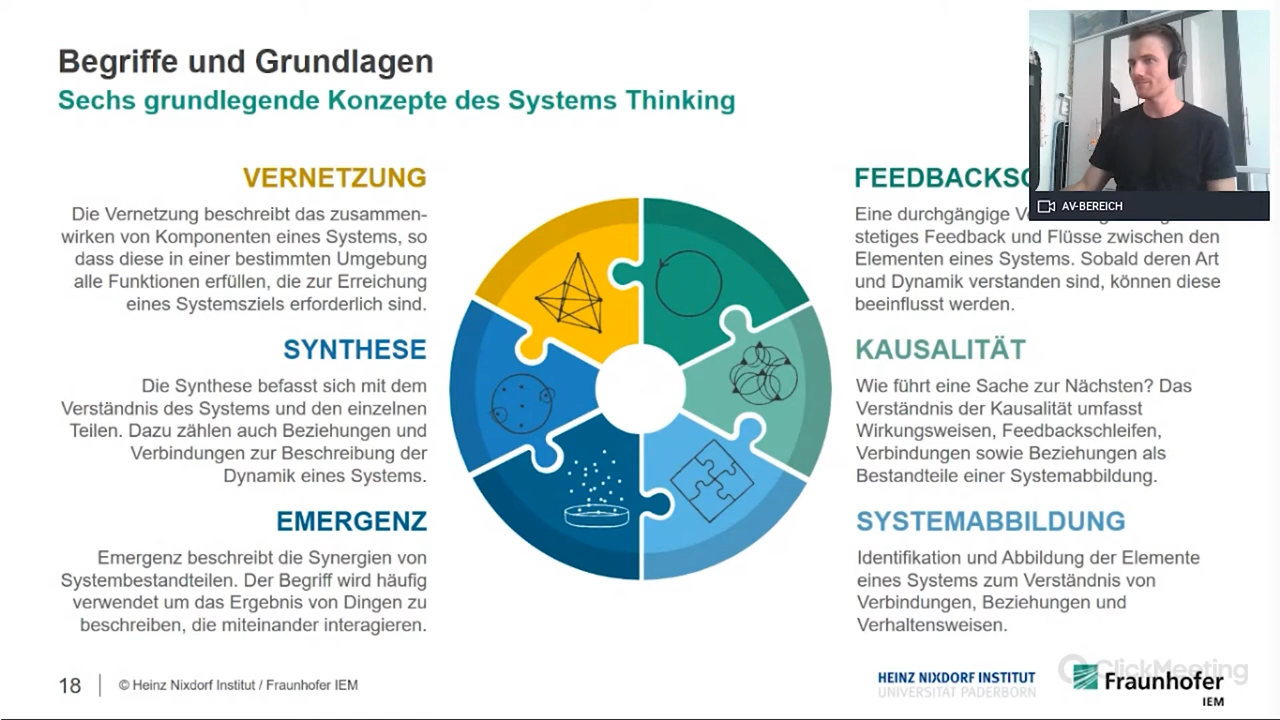 Begriffe und Grundlagen
Sechs grundlegende Konzepte des Systems Thinking
VERNETZUNG
Die Vernetzung beschreibt das zusammen-
wirken von Komponenten eines Systems, so
dass diese in einer bestimmten Umgebung
alle Funktionen erfüllen, die zur Erreichung
eines Systemsziels erforderlich sind.
SYNTHESE
Die Synthese befasst sich mit dem
Verständnis des Systems und den einzelnen
Teilen. Dazu zählen auch Beziehungen und
Verbindungen zur Beschreibung der
Dynamik eines Systems.
EMERGENZ
Emergenz beschreibt die Synergien von
Systembestandteilen. Der Begriff wird häufig
verwendet um das Ergebnis von Dingen zu
beschreiben, die miteinander interagieren.
AV-BEREICH
Eine durchgängige
stetiges Feedback und Flüsse zwischen den
Elementen eines Systems. Sobald deren Art
und Dynamik verstanden sind, können diese
beeinflusst werden.
KAUSALITÄT
Wie führt eine Sache zur Nächsten? Das
Verständnis der Kausalität umfasst
Wirkungsweisen, Feedbackschleifen,
Verbindungen sowie Beziehungen als
Bestandteile einer Systemabbildung.
SYSTEMABBILDUNG
Identifikation und Abbildung der Elemente
eines Systems zum Verständnis von
Verbindungen, Beziehungen und
Verhaltensweisen.
18
© Heinz Nixdorf Institut / Fraunhofer IEM
HEINZ NIXDORF INSTITUT
UNIVERSITÄT PADERBORN
ClickMeeting
Fraunhofer
IEM